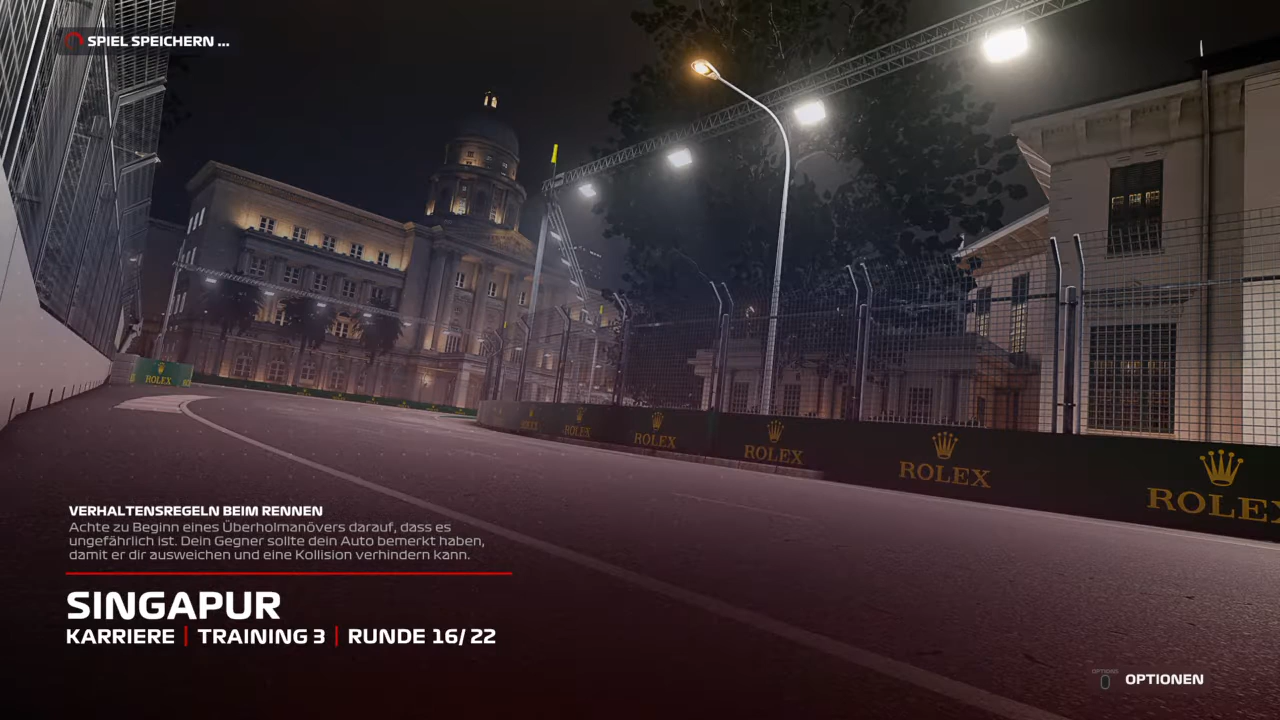 SPIEL SPEICHERN ...
ROLEX
ROLEX
ROLEX
ROLEX
ROLEX
ROLEX
ROLEX
VERHALTENSREGELN BEIM RENNEN
Achte zu Beginn eines Überholmanövers darauf, dass es
ungefährlich ist. Dein Gegner sollte dein Auto bemerkt haben,
damit er dir ausweichen und eine Kollision verhindern kann.
SINGAPUR
KARRIERE | TRAINING 3 | RUNDE 16/22
OPTIONS
OPTIONEN